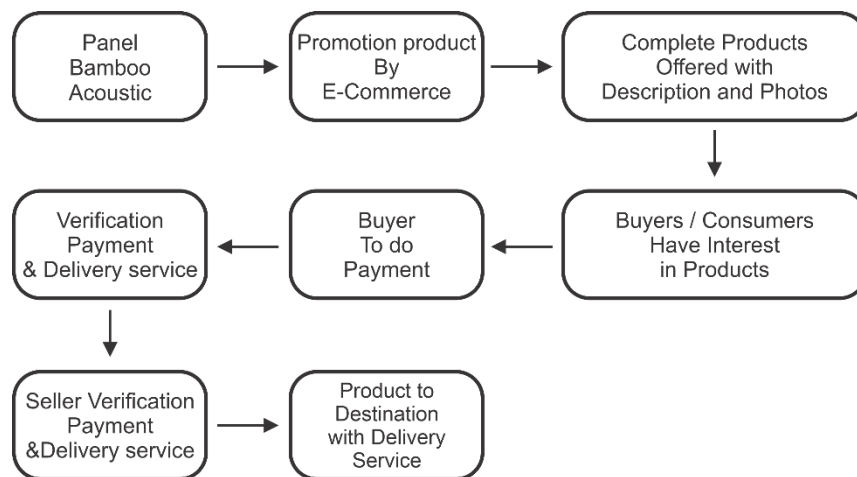 Panel
Bamboo
Acoustic
Promotion product
By
E-Commerce
Complete Products
Offered with
Description and Photos
Buyers / Consumers
Have Interest
in Products
Buyer
To do
Payment
Verification
Payment
& Delivery service
Seller Verification
Payment
&Delivery service
Product to
Destination
with Delivery
Service